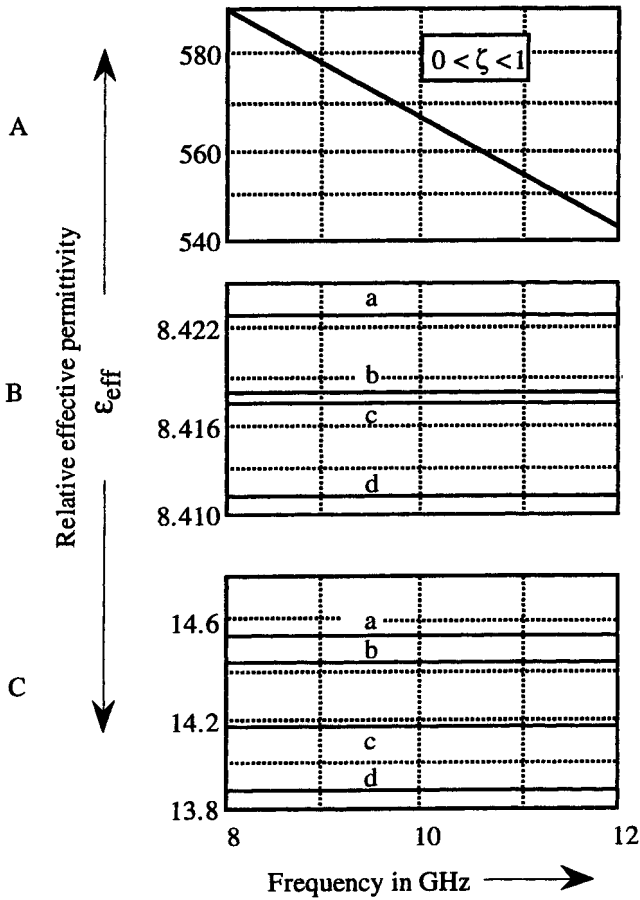 A
580
560
540
0 < ζ < 1
Relative effective permittivity
ε_eff
B
8.422
8.416
8.410
a
b
c
d
C
14.6
14.2
13.8
a
b
c
d
8
10
12
Frequency in GHz